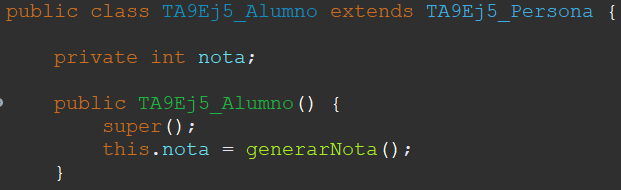 public class TA9Ej5_Alumno extends TA9Ej5_Persona {
private int nota;
public TA9Ej5_Alumno() {
super();
this.nota = generarNota();
}